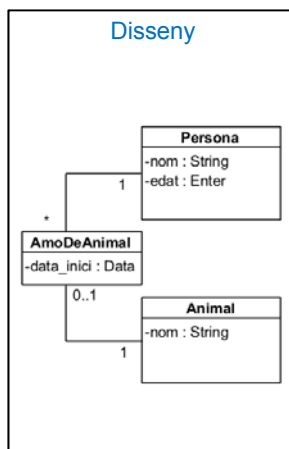 Disseny
Persona
-nom : String
-edat : Enter
1
*
AmoDeAnimal
-data_inici : Data
0..1
Animal
-nom : String
1